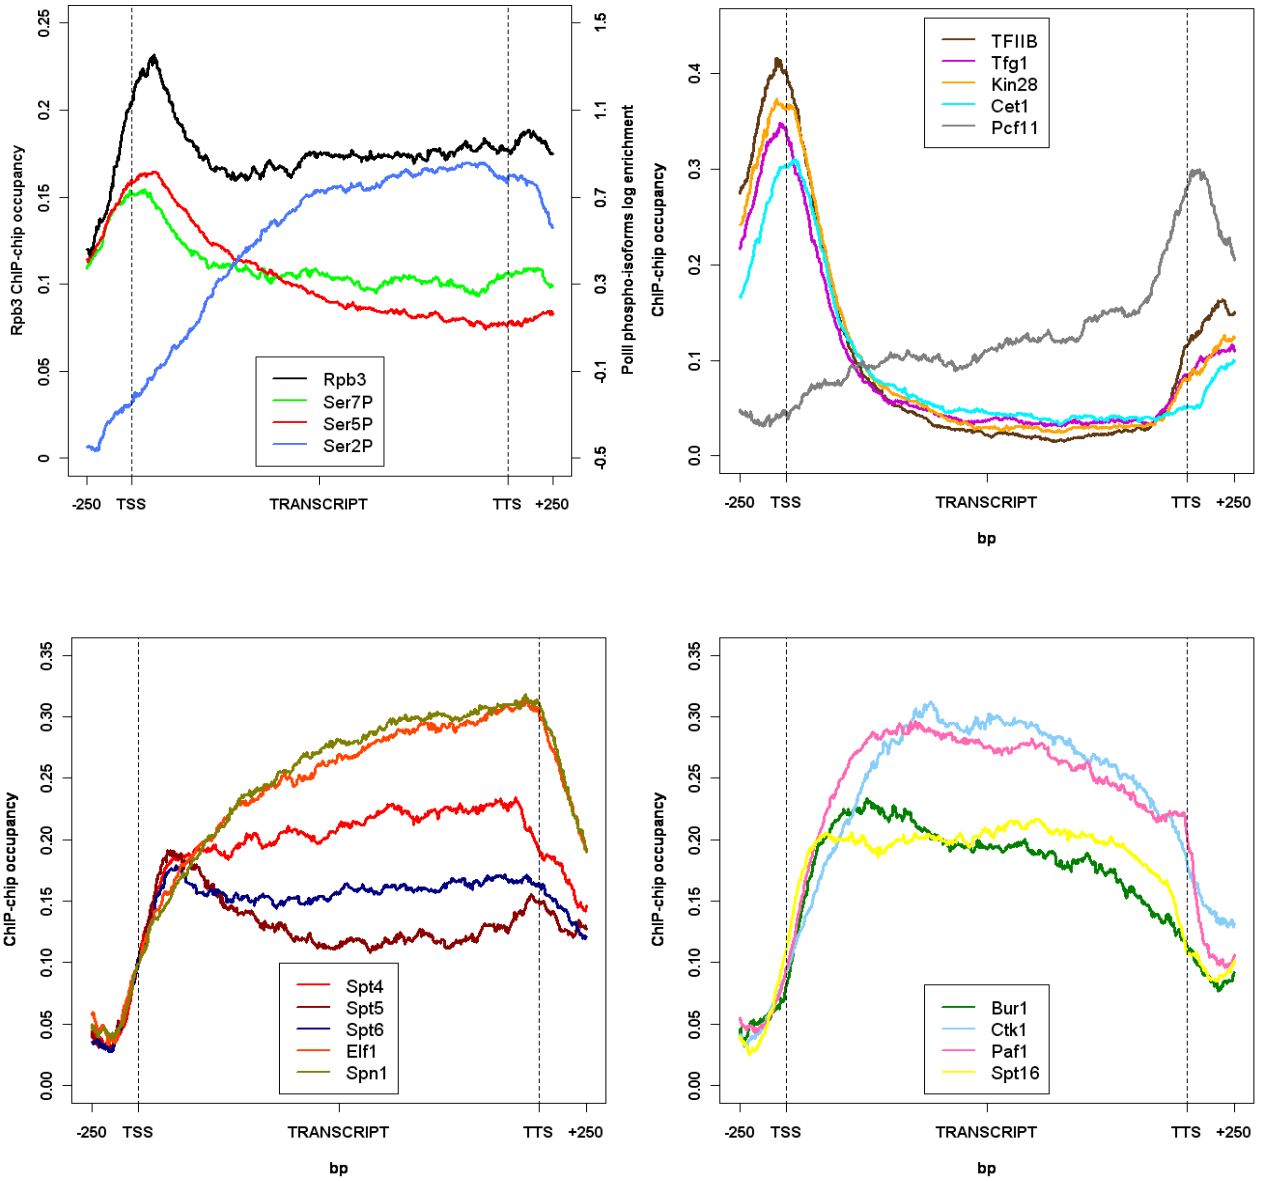 Rpb3 ChIP-chip occupancy
0.25
0.2
0.15
0.1
0.05
0
1.5
1.1
0.7
0.3
-0.1
-0.5
PolI phospho-isoforms log enrichment
Rpb3
Ser7P
Ser5P
Ser2P
-250 TSS TRANSCRIPT TTS +250
ChIP-chip occupancy
0.4
0.3
0.2
0.1
0.0
TFIIB
Tfg1
Kin28
Cet1
Pcf11
-250 TSS TRANSCRIPT TTS +250
bp
ChIP-chip occupancy
0.35
0.30
0.25
0.20
0.15
0.10
0.05
0.00
Spt4
Spt5
Spt6
Elf1
Spn1
-250 TSS TRANSCRIPT TTS +250
bp
ChIP-chip occupancy
0.35
0.30
0.25
0.20
0.15
0.10
0.05
0.00
Bur1
Ctk1
Paf1
Spt16
-250 TSS TRANSCRIPT TTS +250
bp